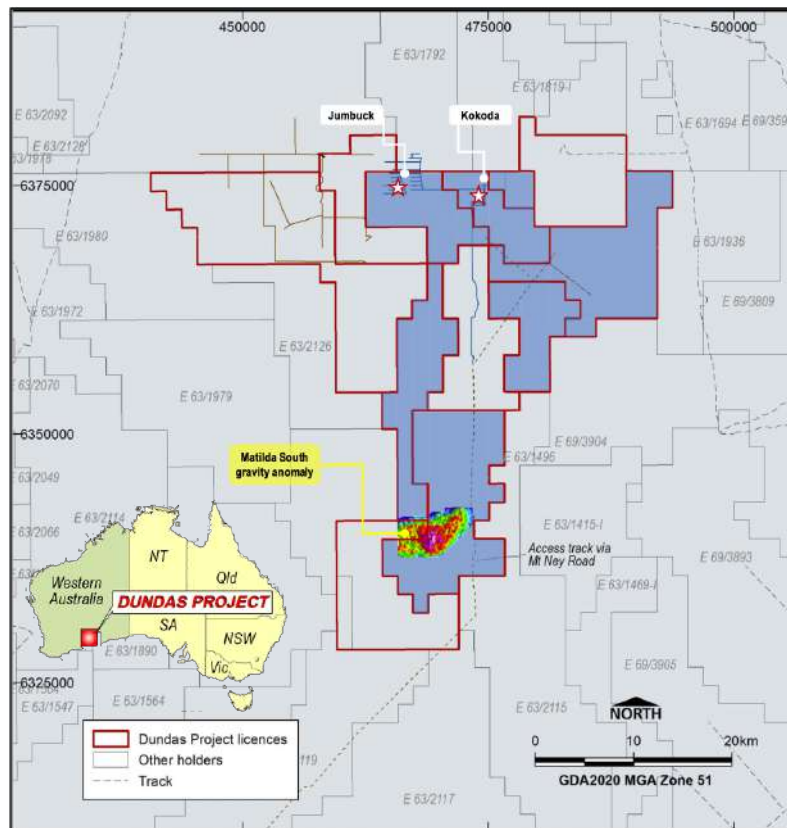 450000
475000
500000
E 63/1792
E 63/1819-I
E 63/2092
E 63/2128
E 63/1694
E 69/359
Jumbuck
Kokoda
E 63/1978
6375000
E 63/1980
E 63/1936
E 69/3809
E 63/1972
E 63/2126
E 63/2070
E 63/1979
6350000
Matilda South
gravity anomaly
E 69/3904
E 63/1496
E 63/2049
E 63/2114
E 63/2066
E 63/1415-I
Access track via
Mt Ney Road
E 69/3893
E 63/1469-I
NT
Western
Australia
Qld
DUNDAS PROJECT
SA
NSW
Vic.
E 63/1890
E 69/3905
6325000
E 63/1547
E 63/1564
E 63/2115
NORTH
Dundas Project licences
Other holders
Track
0 10 20km
GDA2020 MGA Zone 51
E 63/2117